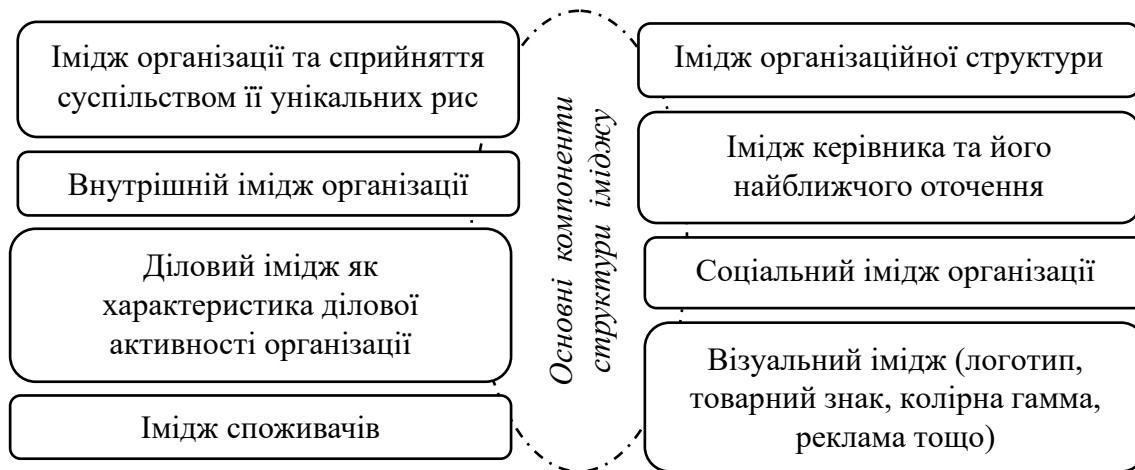 Імідж організації та сприйняття
суспільством її унікальних рис
Внутрішній імідж організації
Діловий імідж як
характеристика ділової
активності організації
Імідж споживачів
Основні компоненти
структури іміджу
Імідж організаційної структури
Імідж керівника та його
найближчого оточення
Соціальний імідж організації
Візуальний імідж (логотип,
товарний знак, колірна гамма,
реклама тощо)